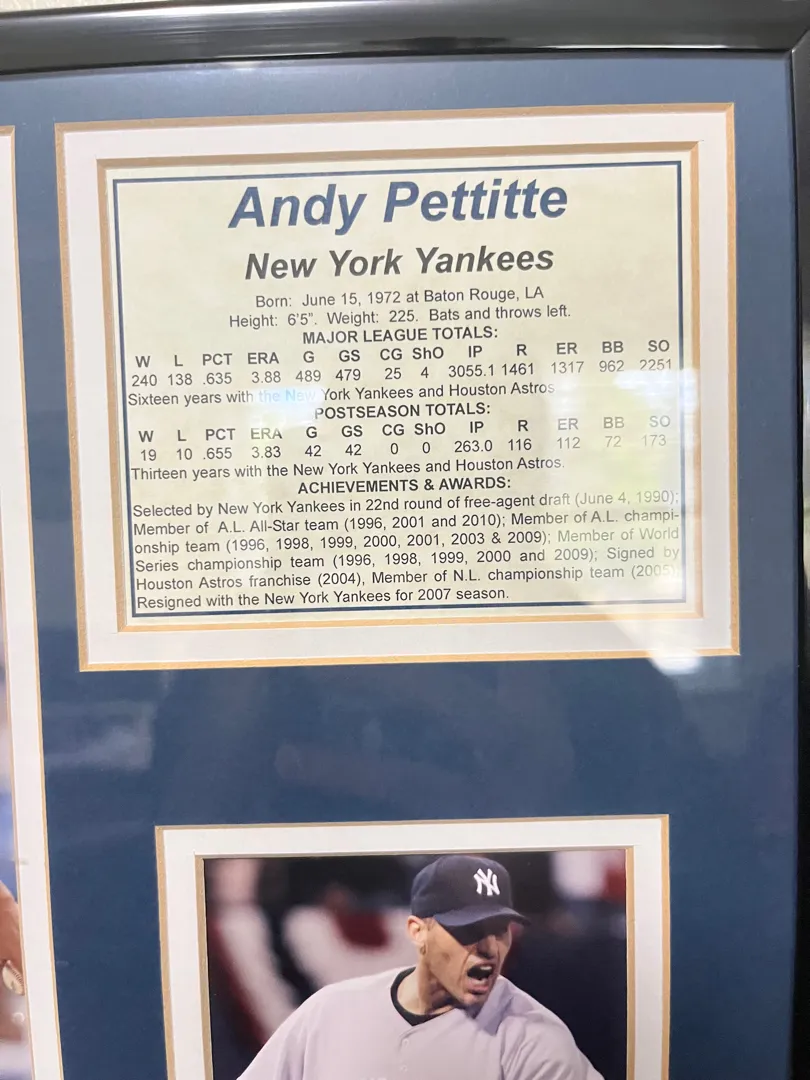 Andy Pettitte
New York Yankees
Born: June 15, 1972 at Baton Rouge, LA
Height: 6'5". Weight: 225. Bats and throws left.
MAJOR LEAGUE TOTALS:
W L PCT ERA G GS CG ShO IP R ER BB SO
240 138 .635 3.88 489 479 25 4 3055.1 1461 1317 962 2251
Sixteen years with the New York Yankees and Houston Astros
POSTSEASON TOTALS:
W L PCT ERA G GS CG ShO IP R ER BB SO
19 10 .655 3.83 42 42 0 0 263.0 116 112 72 173
Thirteen years with the New York Yankees and Houston Astros.
ACHIEVEMENTS & AWARDS:
Selected by New York Yankees in 22nd round of free-agent draft (June 4, 1990);
Member of A.L. All-Star team (1996, 2001 and 2010); Member of A.L. champi-
onship team (1996, 1998, 1999, 2000, 2001, 2003 & 2009); Member of World
Series championship team (1996, 1998, 1999, 2000 and 2009); Signed by
Houston Astros franchise (2004), Member of N.L. championship team (2005);
Resigned with the New York Yankees for 2007 season.
NY